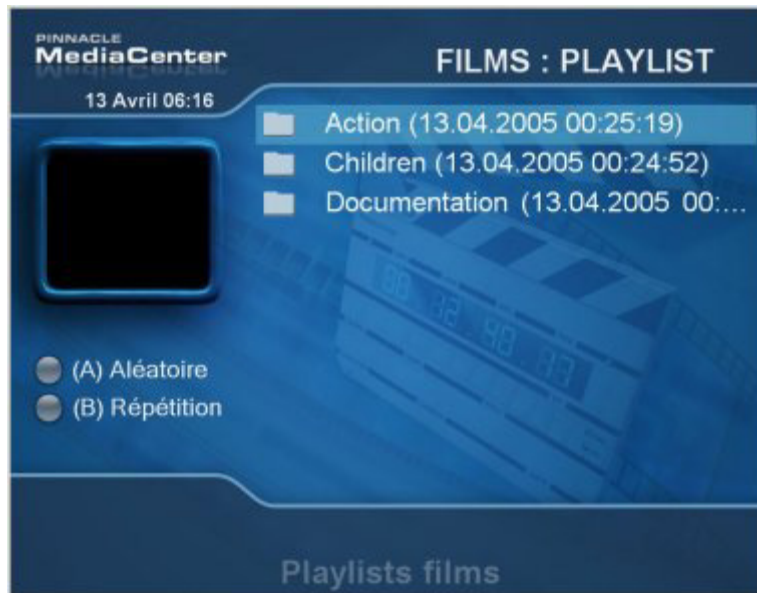 PINNACLE
MediaCenter
FILMS : PLAYLIST
13 Avril 06:16
Action (13.04.2005 00:25:19)
Children (13.04.2005 00:24:52)
Documentation (13.04.2005 00:...
(A) Aléatoire
(B) Répétition
Playlists films